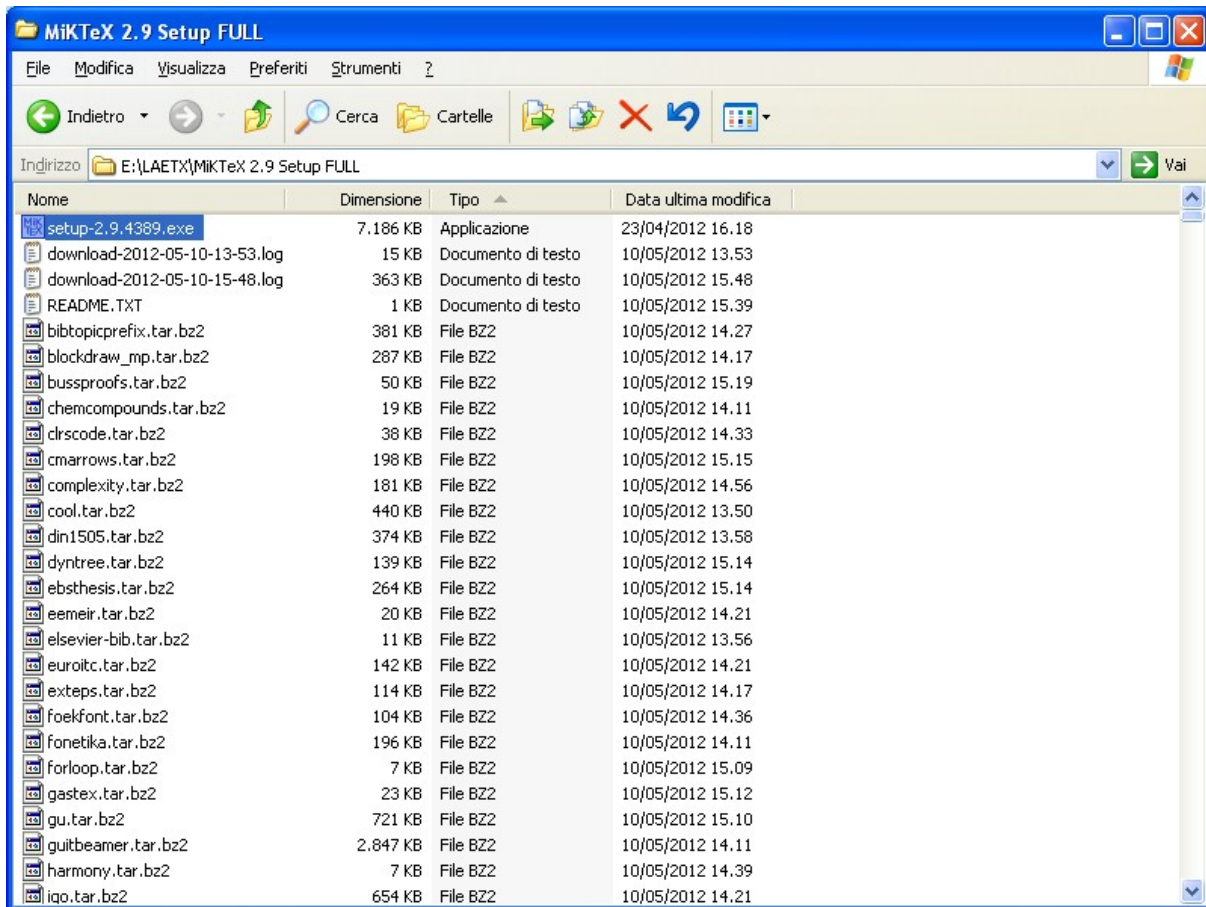 MiKTeX 2.9 Setup FULL
File Modifica Visualizza Preferiti Strumenti ?
Indietro Cerca Cartelle
Indirizzo E:\LAETX\MiKTeX 2.9 Setup FULL Vai
Nome Dimensione Tipo Data ultima modifica
setup-2.9.4389.exe 7.186 KB Applicazione 23/04/2012 16.18
download-2012-05-10-13-53.log 15 KB Documento di testo 10/05/2012 13.53
download-2012-05-10-15-48.log 363 KB Documento di testo 10/05/2012 15.48
README.TXT 1 KB Documento di testo 10/05/2012 15.39
bibtopicprefix.tar.bz2 381 KB File BZ2 10/05/2012 14.27
blockdraw_mp.tar.bz2 287 KB File BZ2 10/05/2012 14.17
bussproofs.tar.bz2 50 KB File BZ2 10/05/2012 15.19
chemcompounds.tar.bz2 19 KB File BZ2 10/05/2012 14.11
clrscode.tar.bz2 38 KB File BZ2 10/05/2012 14.33
cmarrows.tar.bz2 198 KB File BZ2 10/05/2012 15.15
complexity.tar.bz2 181 KB File BZ2 10/05/2012 14.56
cool.tar.bz2 440 KB File BZ2 10/05/2012 13.50
din1505.tar.bz2 374 KB File BZ2 10/05/2012 13.58
dyntree.tar.bz2 139 KB File BZ2 10/05/2012 15.14
ebsthesis.tar.bz2 264 KB File BZ2 10/05/2012 15.14
eemeir.tar.bz2 20 KB File BZ2 10/05/2012 14.21
elsevier-bib.tar.bz2 11 KB File BZ2 10/05/2012 13.56
euroitc.tar.bz2 142 KB File BZ2 10/05/2012 14.21
exteps.tar.bz2 114 KB File BZ2 10/05/2012 14.17
foekfont.tar.bz2 104 KB File BZ2 10/05/2012 14.36
fonetika.tar.bz2 196 KB File BZ2 10/05/2012 14.11
forloop.tar.bz2 7 KB File BZ2 10/05/2012 15.09
gastex.tar.bz2 23 KB File BZ2 10/05/2012 15.12
gu.tar.bz2 721 KB File BZ2 10/05/2012 15.10
guitbeamer.tar.bz2 2.847 KB File BZ2 10/05/2012 14.11
harmony.tar.bz2 7 KB File BZ2 10/05/2012 14.39
igo.tar.bz2 654 KB File BZ2 10/05/2012 14.21